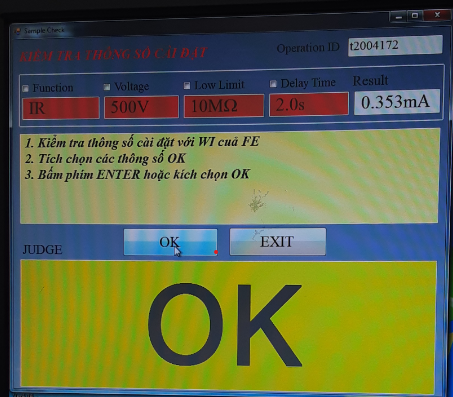 Tample Check
KIỂM TRA THÔNG SỐ CÀI ĐẶT
Operation ID t2004172
Function Voltage Low Limit Delay Time Result
IR 500V 10MΩ 2.0s 0.353mA
1. Kiểm tra thông số cài đặt với WI cuả FE
2. Tích chọn các thông số OK
3. Bấm phím ENTER hoặc kích chọn OK
OK EXIT
JUDGE
OK